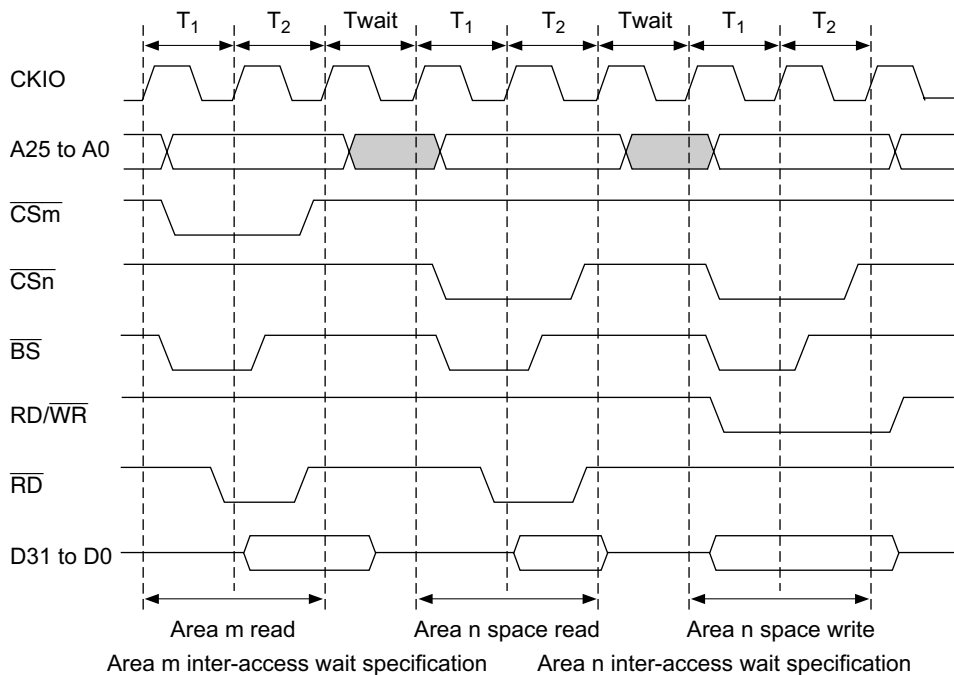 T1 T2 Twait T1 T2 Twait T1 T2
CKIO
A25 to A0
CSm
CSn
BS
RD/WR
RD
D31 to D0
Area m read Area n space read Area n space write
Area m inter-access wait specification Area n inter-access wait specification